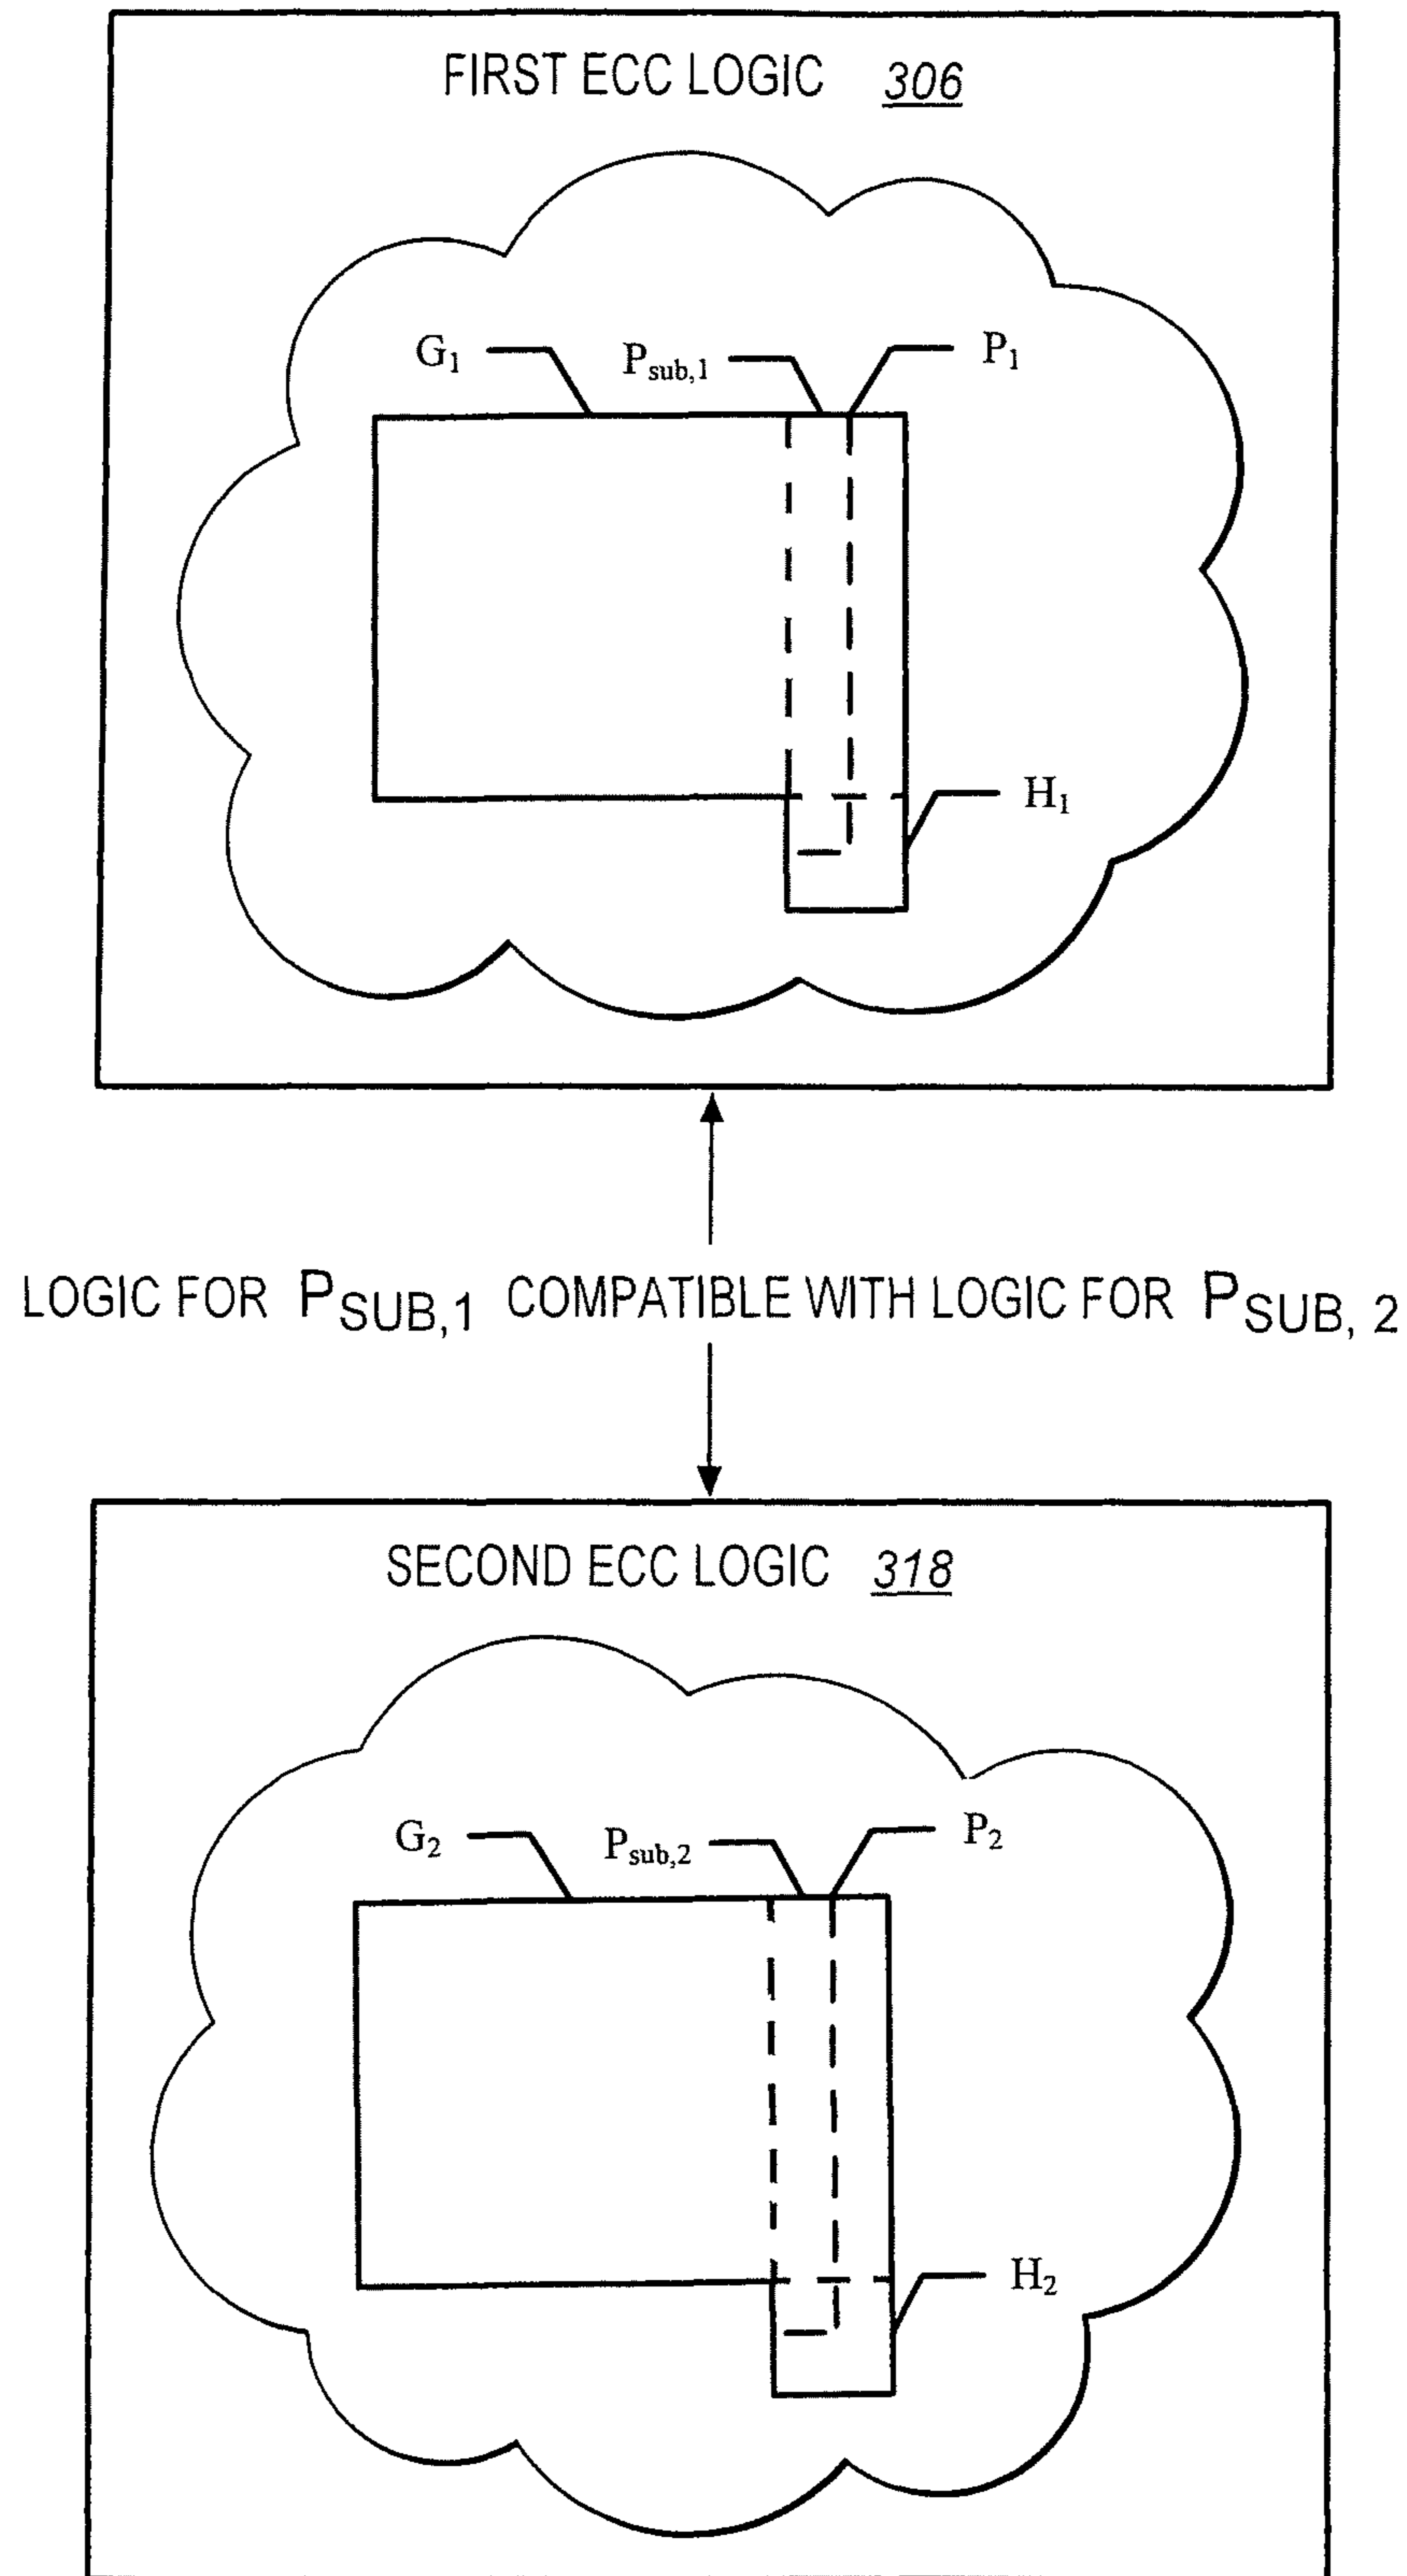 FIRST ECC LOGIC 306
G₁ Pₛᵤb,₁ P₁
H₁
LOGIC FOR PSUB,1 COMPATIBLE WITH LOGIC FOR PSUB, 2
SECOND ECC LOGIC 318
G₂ Psub,2 P₂
H₂